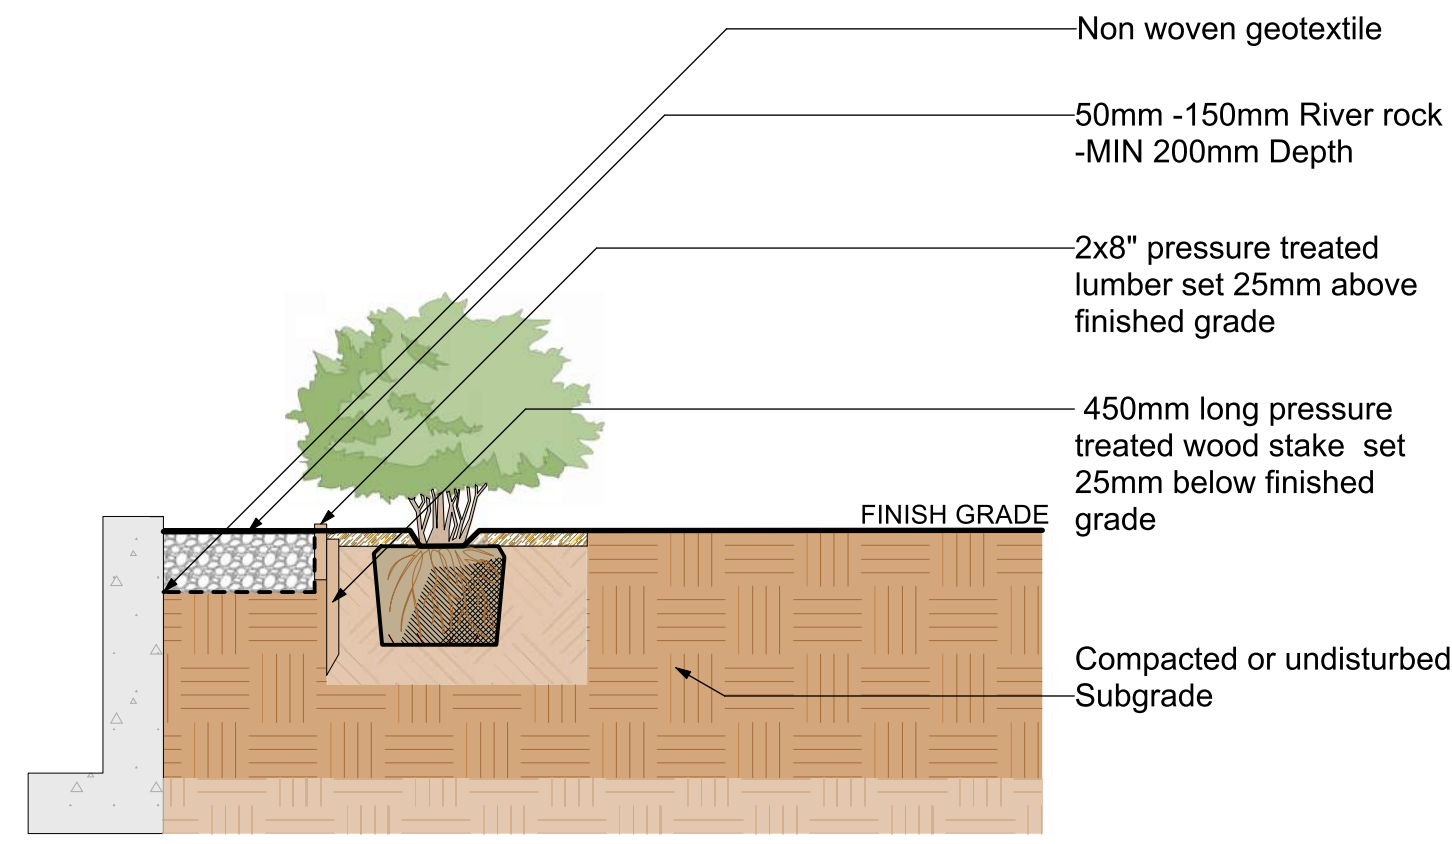 Non woven geotextile
50mm -150mm River rock
-MIN 200mm Depth
2x8" pressure treated
lumber set 25mm above
finished grade
450mm long pressure
treated wood stake  set
25mm below finished
grade
FINISH GRADE
Compacted or undisturbed
Subgrade